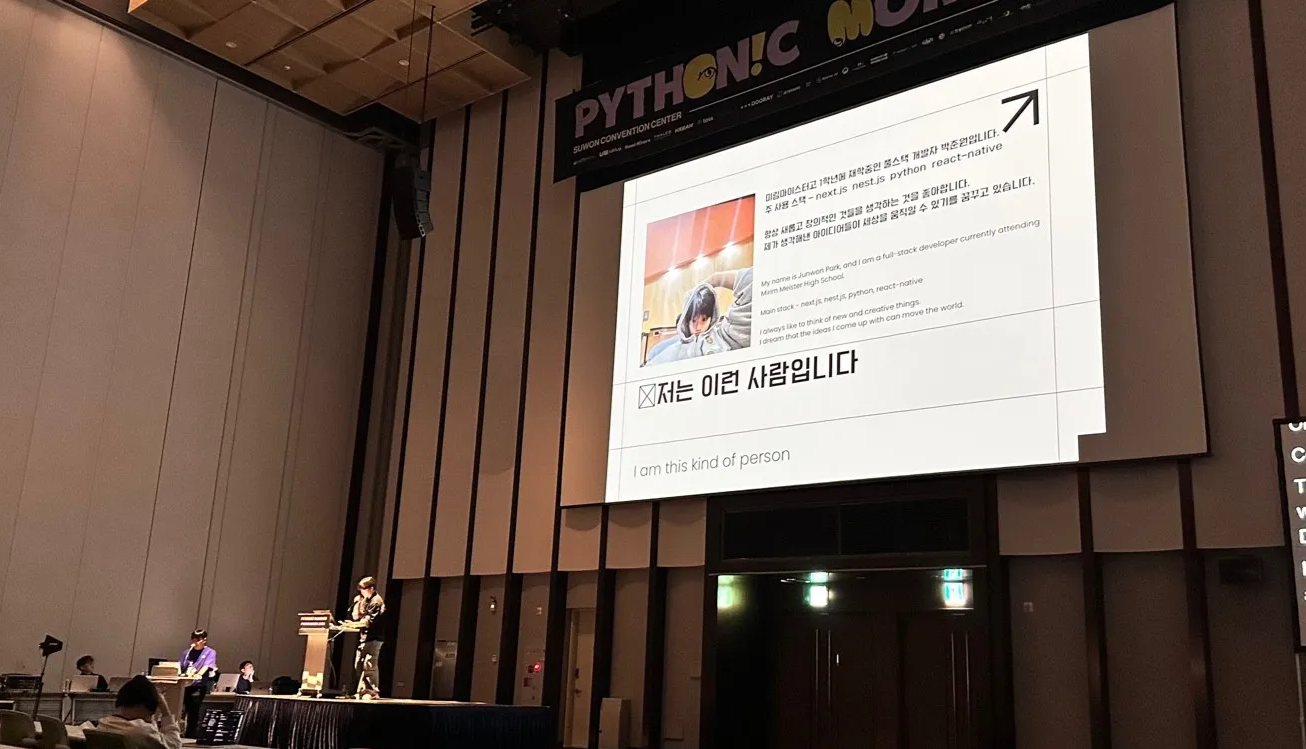 PYTHON!C MO
SUWON CONVENTION CENTER
미림마이스터고 1학년에 재학중인 풀스택 개발자 박준원입니다.
주 사용 스택 - next.js nest.js python react-native
항상 새롭고 창의적인 것들을 생각하는 것을 좋아합니다.
제가 생각해낸 아이디어들이 세상을 움직일 수 있기를 꿈꾸고 있습니다.
My name is Junwon Park, and I am a full-stack developer currently attending
Mirim Meister High School.
Main stack - next.js, nest.js, python, react-native
I always like to think of new and creative things.
I dream that the ideas I come up with can move the world.
저는 이런 사람입니다
I am this kind of person